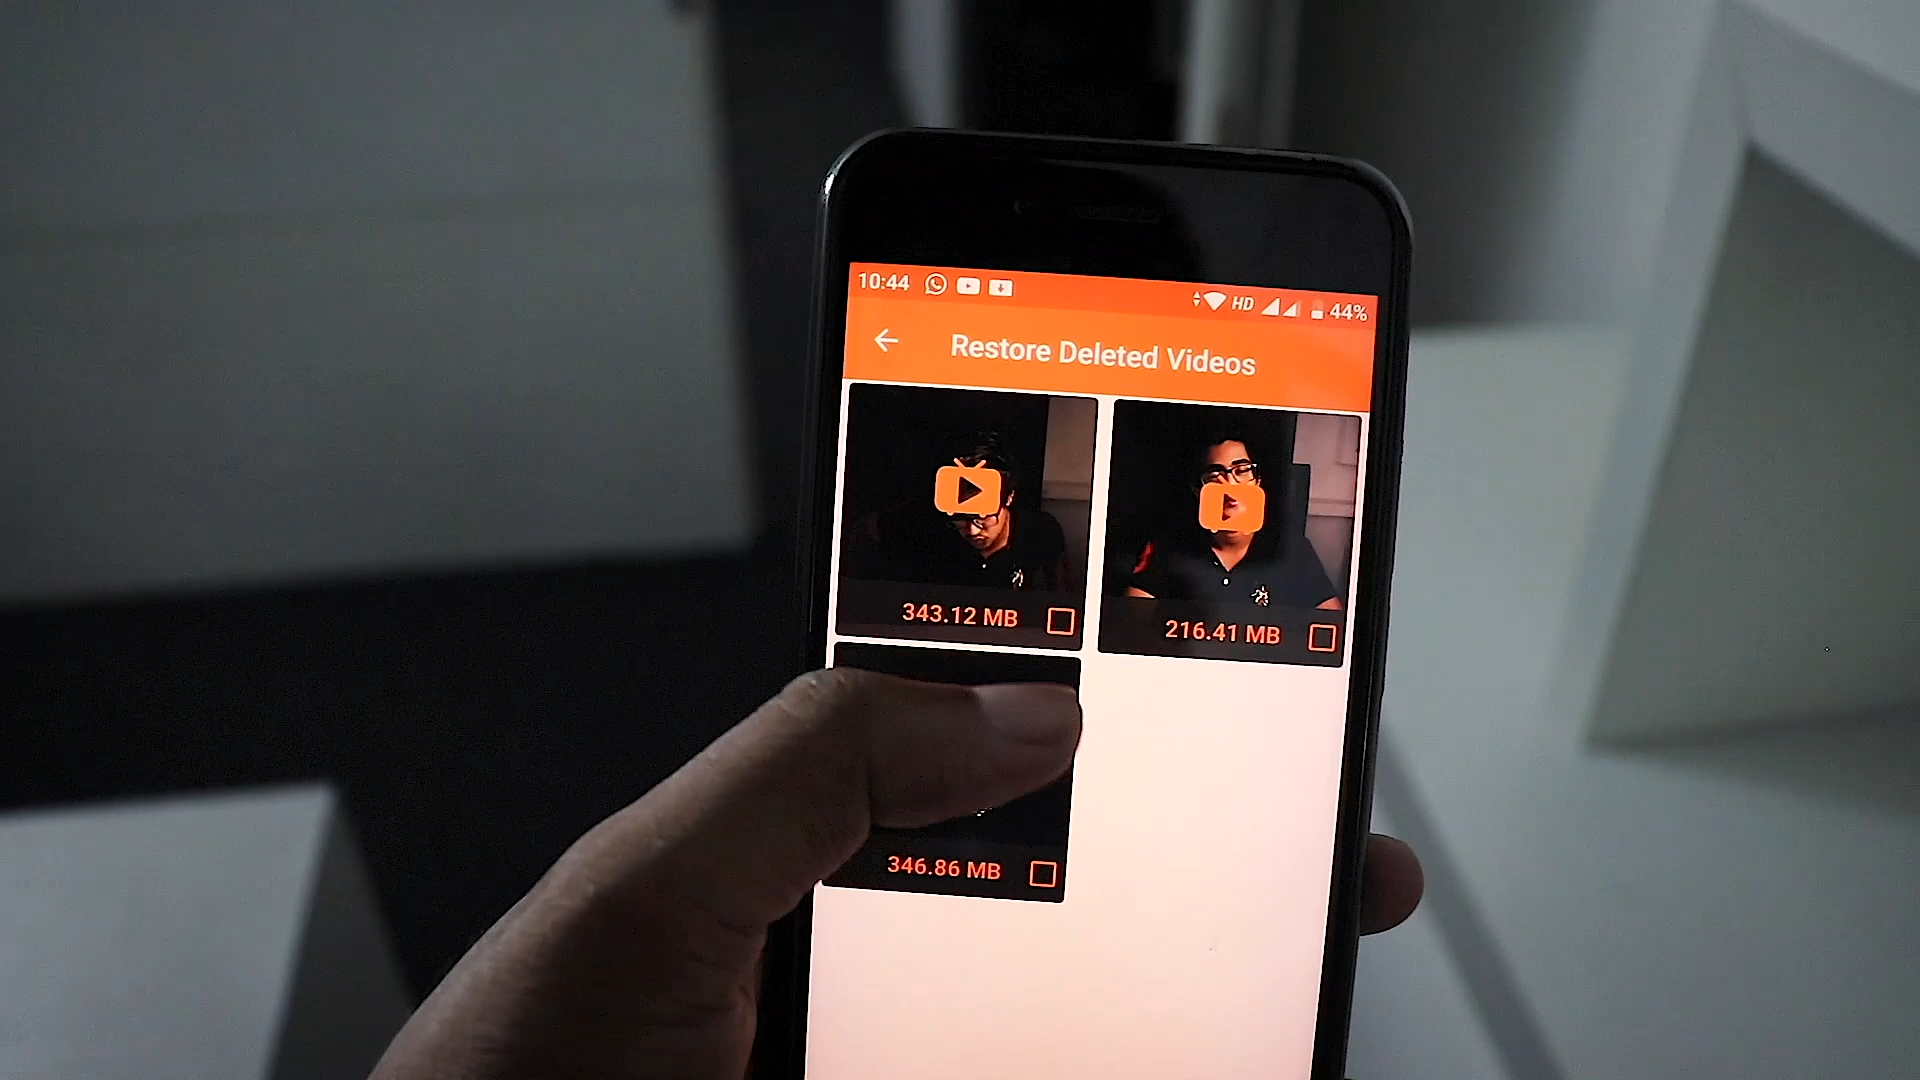 10:44 HD 44%
Restore Deleted Videos
343.12 MB
216.41 MB
346.86 MB